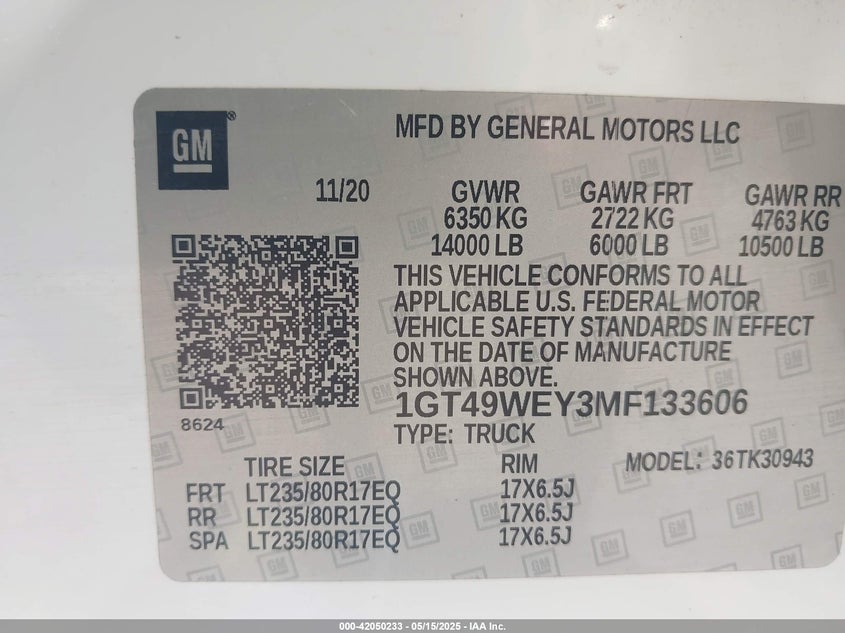 GM®
MFD BY GENERAL MOTORS LLC
11/20
GVWR GAWR FRT GAWR RR
6350 KG 2722 KG 4763 KG
14000 LB 6000 LB 10500 LB
THIS VEHICLE CONFORMS TO ALL
APPLICABLE U.S. FEDERAL MOTOR
VEHICLE SAFETY STANDARDS IN EFFECT
ON THE DATE OF MANUFACTURE
SHOWN ABOVE.
8624
1GT49WEY3MF133606
TYPE: TRUCK
TIRE SIZE RIM MODEL: 36TK30943
FRT LT235/80R17EQ 17X6.5J
RR LT235/80R17EQ 17X6.5J
SPA LT235/80R17EQ 17X6.5J
000-42050233 - 05/15/2025 - IAA Inc.